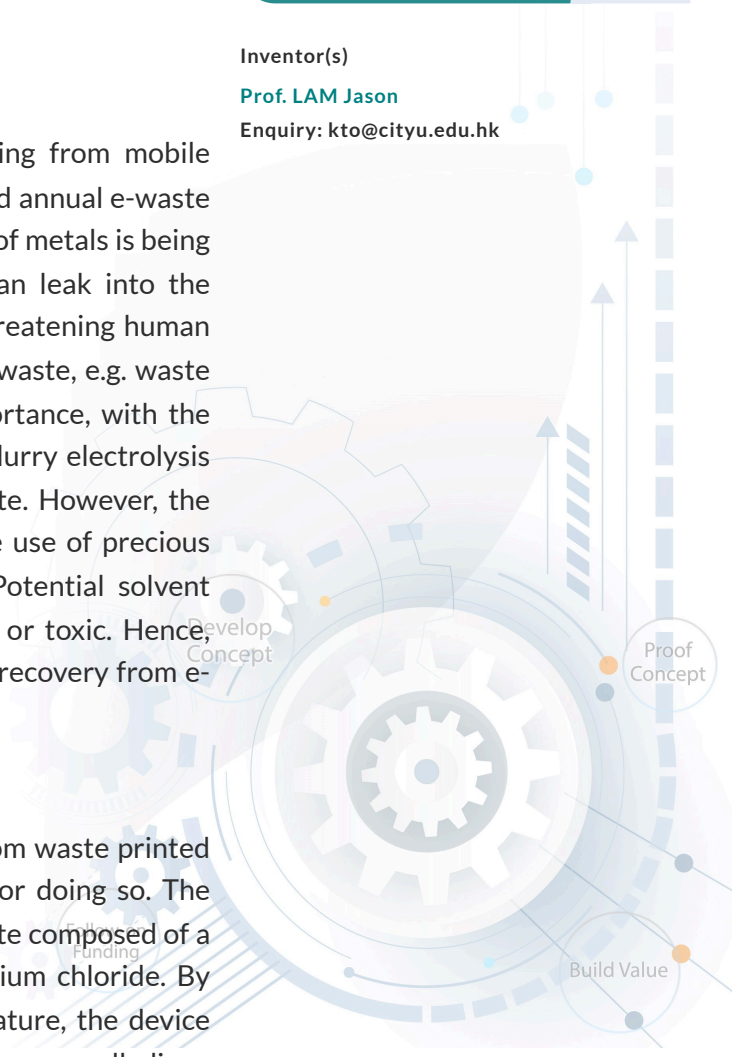 Inventor(s)
Prof. LAM Jason
Enquiry: kto@cityu.edu.hk
ing from mobile
d annual e-waste
of metals is being
an leak into the
reatening human
waste, e.g. waste
ortance, with the
lurry electrolysis
te. However, the
e use of precious
Potential solvent
or toxic. Hence,
recovery from e-
om waste printed
or doing so. The
te composed of a
ium chloride. By
ature, the device
Develop
Concept
Proof
Concept
Follow on
Funding
Build Value